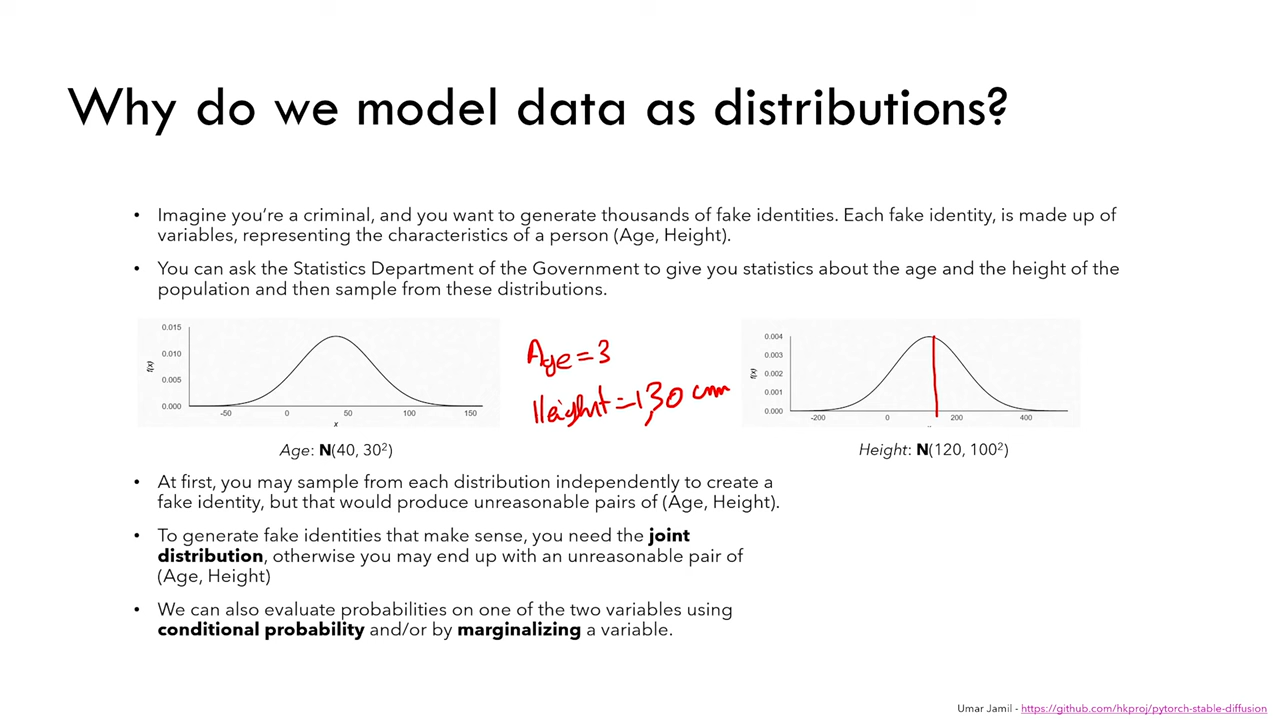 Why do we model data as distributions?
• Imagine you're a criminal, and you want to generate thousands of fake identities. Each fake identity, is made up of
variables, representing the characteristics of a person (Age, Height).
• You can ask the Statistics Department of the Government to give you statistics about the age and the height of the
population and then sample from these distributions.
0.015
0.010
0.005
0.000
f(x)
-50 0 50 100 150
x
Age: N(40, 30²)
Age = 3
Height = 1,30 cm
0.004
0.003
0.002
0.001
0.000
f(x)
-200 0 200 400
Height: N(120, 100²)
• At first, you may sample from each distribution independently to create a
fake identity, but that would produce unreasonable pairs of (Age, Height).
• To generate fake identities that make sense, you need the joint
distribution, otherwise you may end up with an unreasonable pair of
(Age, Height)
• We can also evaluate probabilities on one of the two variables using
conditional probability and/or by marginalizing a variable.
Umar Jamil - https://github.com/hkproj/pytorch-stable-diffusion